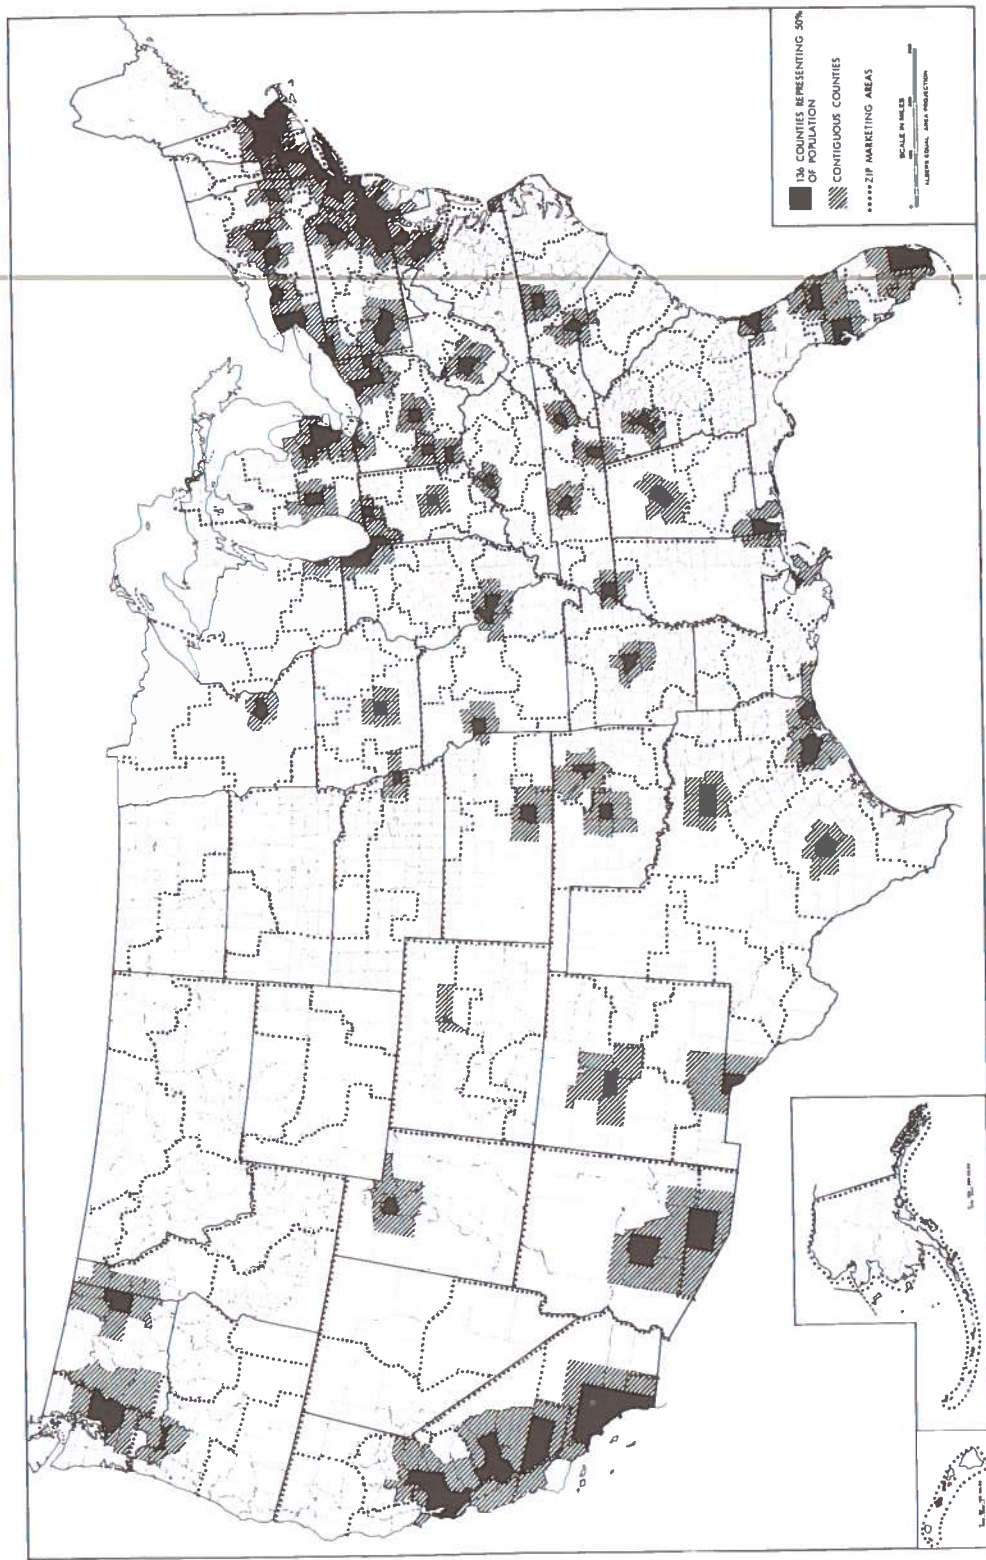 136 COUNTIES REPRESENTING 50%
OF POPULATION
CONTIGUOUS COUNTIES
ZIP MARKETING AREAS
SCALE IN MILES
ALBERS EQUAL AREA PROJECTION